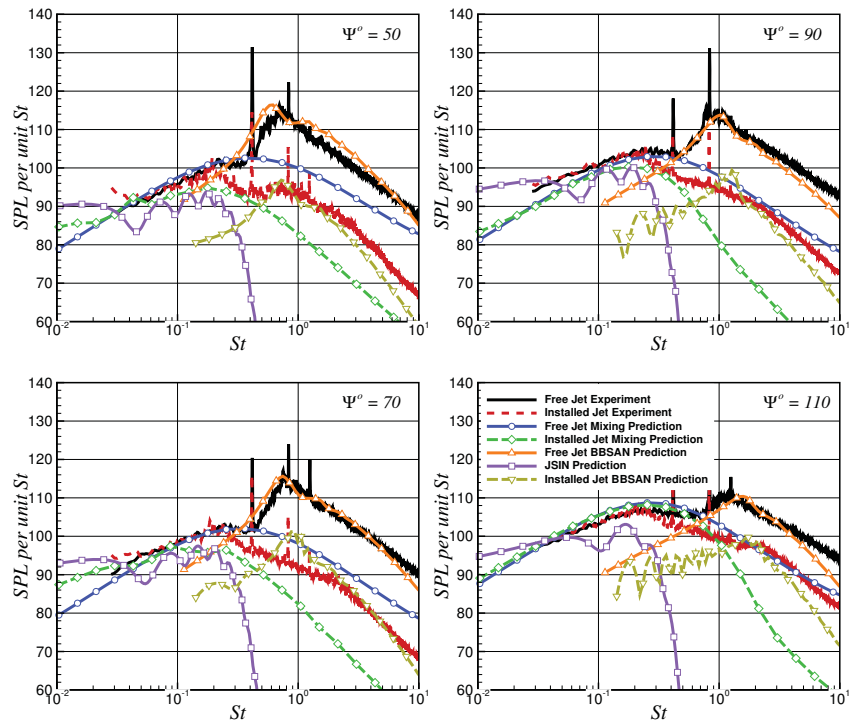 140
130
120
110
100
90
80
70
60
SPL per unit St
Ψ° = 50
10⁻² 10⁻¹ 10⁰ 10¹
St
140
130
120
110
100
90
80
70
60
SPL per unit St
Ψ° = 90
10⁻² 10⁻¹ 10⁰ 10¹
St
140
130
120
110
100
90
80
70
60
SPL per unit St
Ψ° = 70
10⁻² 10⁻¹ 10⁰ 10¹
St
140
130
120
110
100
90
80
70
60
SPL per unit St
Ψ° = 110
Free Jet Experiment
Installed Jet Experiment
Free Jet Mixing Prediction
Installed Jet Mixing Prediction
Free Jet BBSAN Prediction
JSIN Prediction
Installed Jet BBSAN Prediction
10⁻² 10⁻¹ 10⁰ 10¹
St